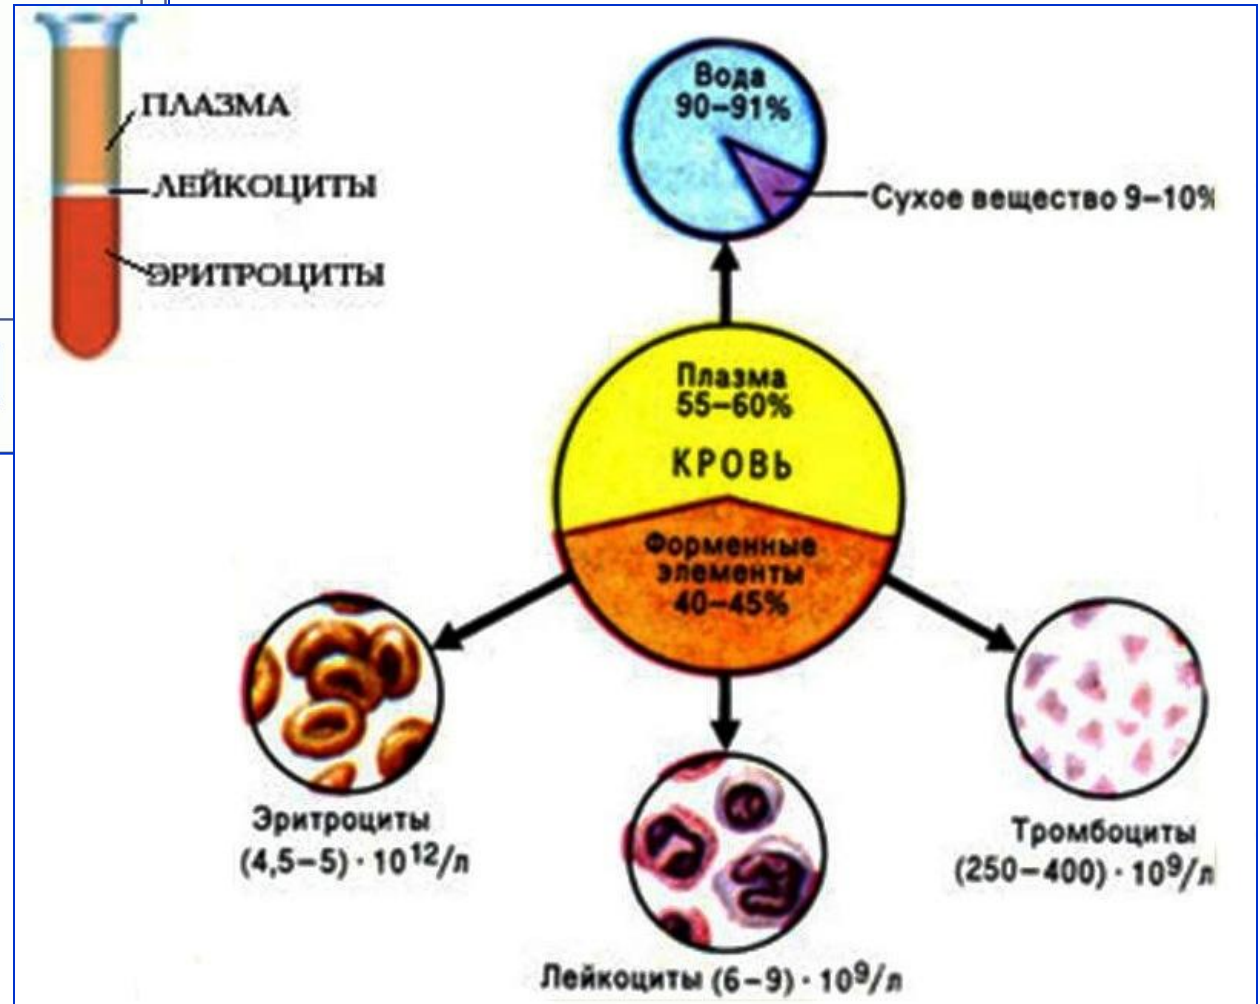 ПЛАЗМА
ЛЕЙКОЦИТЫ
ЭРИТРОЦИТЫ
Вода
90–91%
Сухое вещество 9–10%
Плазма
55–60%
КРОВЬ
Форменные
элементы
40–45%
Эритроциты
(4,5–5) · 10¹²/л
Лейкоциты (6–9) · 10⁹/л
Тромбоциты
(250–400) · 10⁹/л